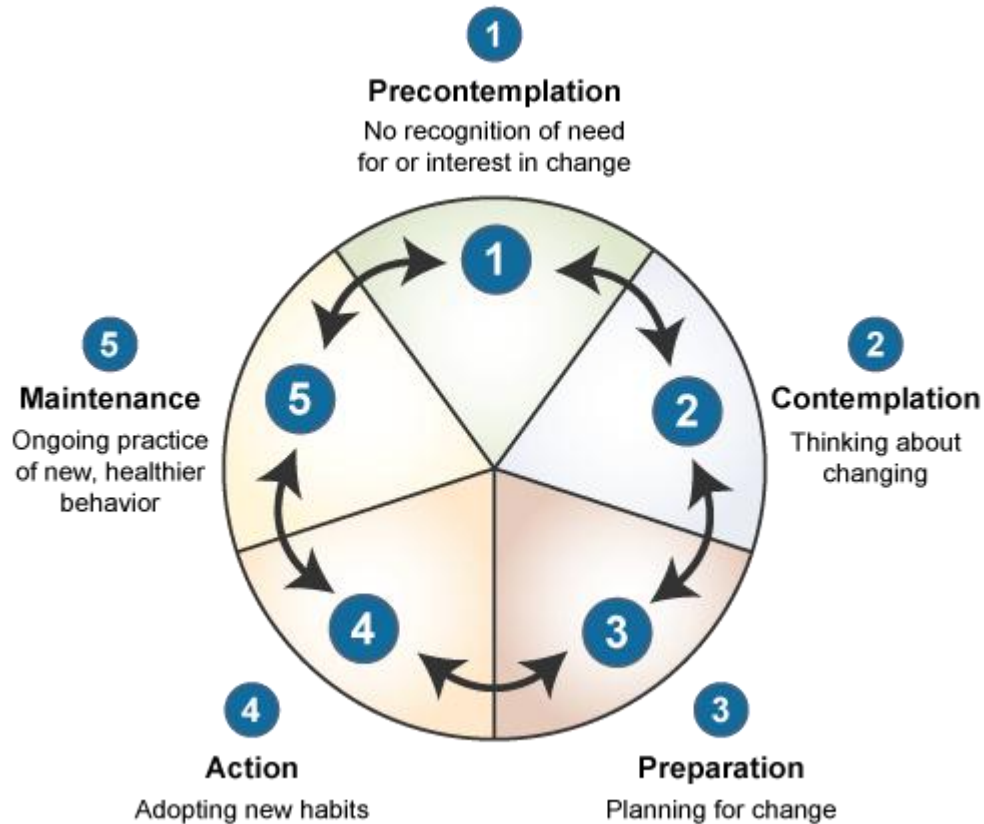 1
Precontemplation
No recognition of need
for or interest in change
1
5
Maintenance
Ongoing practice
of new, healthier
behavior
5
2
2
Contemplation
Thinking about
changing
4
3
4
Action
Adopting new habits
3
Preparation
Planning for change